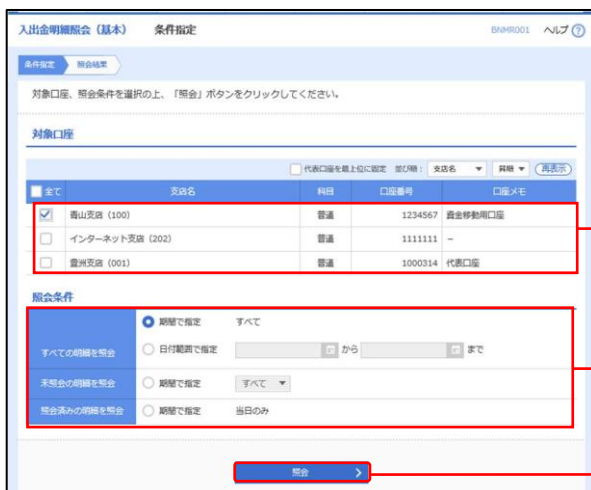 入出金明細照会（基本） 条件指定 BNMR001 ヘルプ ?
条件指定 照会結果
対象口座、照会条件を選択の上、「照会」ボタンをクリックしてください。
対象口座
代表口座を最上位に固定 並び順： 支店名 昇順 再表示
全て 支店名 科目 口座番号 口座メモ
青山支店（100） 普通 1234567 資金移動用口座
インターネット支店（202） 普通 1111111 －
豊洲支店（001） 普通 1000314 代表口座
照会条件
すべての明細を照会 期間で指定 すべて
日付範囲で指定 から まで
未照会の明細を照会 期間で指定 すべて
照会済みの明細を照会 期間で指定 当日のみ
照会